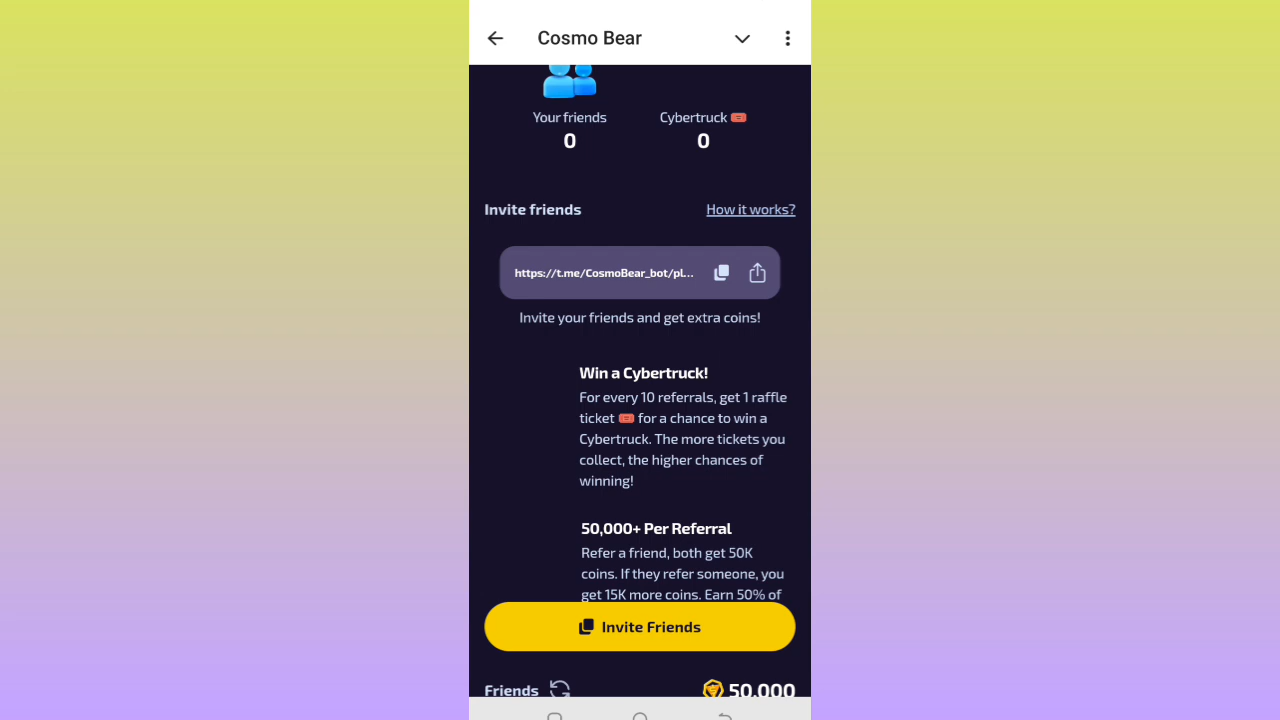 Cosmo Bear
Your friends
0
Cybertruck
0
Invite friends
How it works?
https://t.me/CosmoBear_bot/pl...
Invite your friends and get extra coins!
Win a Cybertruck!
For every 10 referrals, get 1 raffle
ticket 🎟 for a chance to win a
Cybertruck. The more tickets you
collect, the higher chances of
winning!
50,000+ Per Referral
Refer a friend, both get 50K
coins. If they refer someone, you
get 15K more coins. Earn 50% of
Invite Friends
Friends
50,000